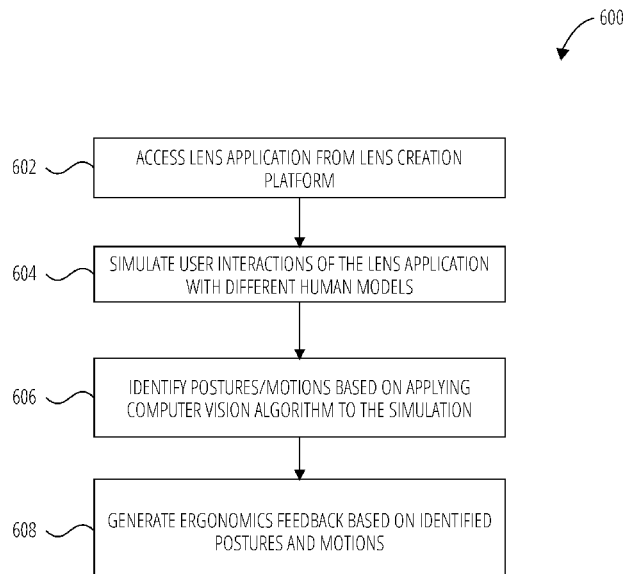 600
602
ACCESS LENS APPLICATION FROM LENS CREATION
PLATFORM
604
SIMULATE USER INTERACTIONS OF THE LENS APPLICATION
WITH DIFFERENT HUMAN MODELS
606
IDENTIFY POSTURES/MOTIONS BASED ON APPLYING
COMPUTER VISION ALGORITHM TO THE SIMULATION
608
GENERATE ERGONOMICS FEEDBACK BASED ON IDENTIFIED
POSTURES AND MOTIONS